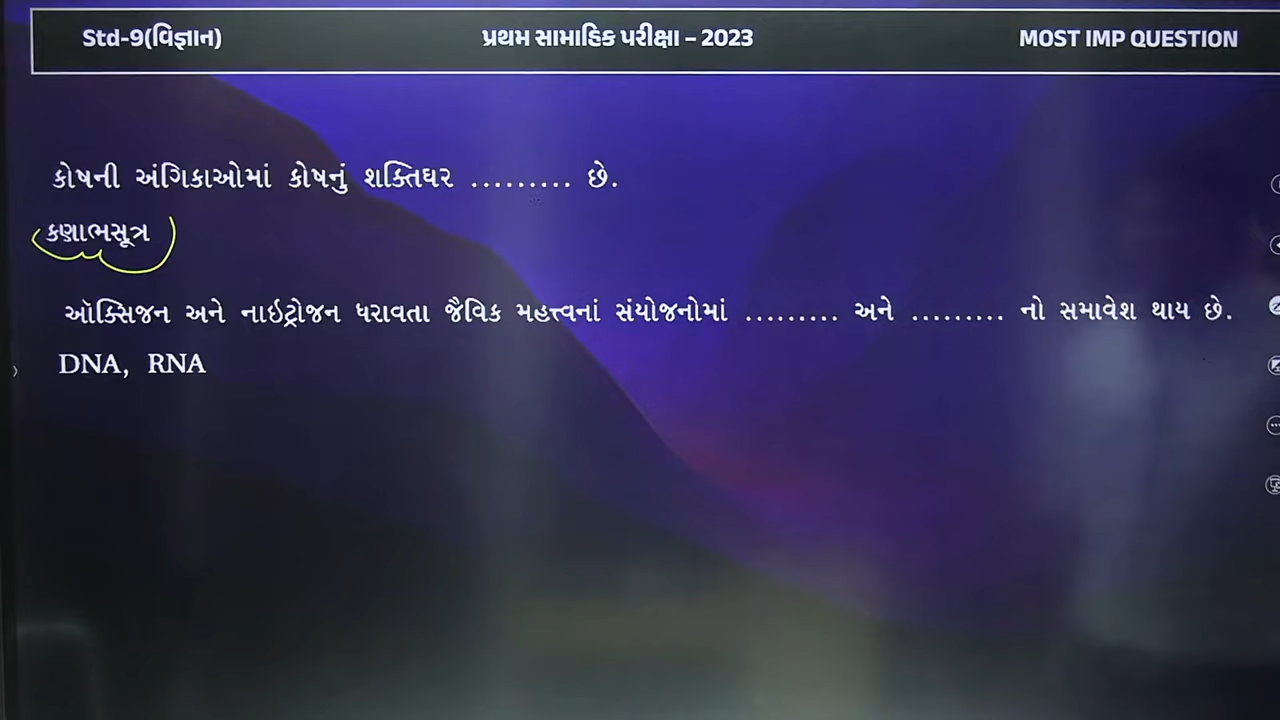 Std-9(વિજ્ઞાન) પ્રથમ સામાહિક પરીક્ષા – 2023 MOST IMP QUESTION
કોષની અંગિકાઓમાં કોષનું શક્તિઘર ......... છે.
કણાભસૂત્ર
ઑક્સિજન અને નાઇટ્રોજન ધરાવતા જૈવિક મહત્ત્વનાં સંયોજનોમાં ......... અને ......... નો સમાવેશ થાય છે.
DNA, RNA